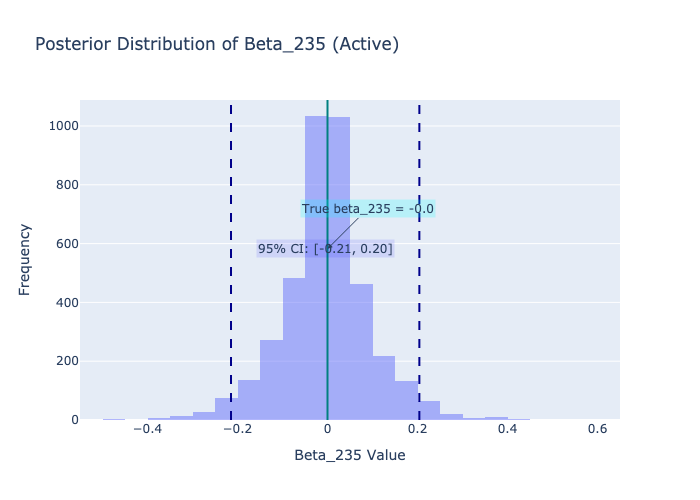 Posterior Distribution of Beta_235 (Active)
1000
800
600
400
200
0
Frequency
True beta_235 = -0.0
95% CI: [-0.21, 0.20]
−0.4
−0.2
0
0.2
0.4
0.6
Beta_235 Value